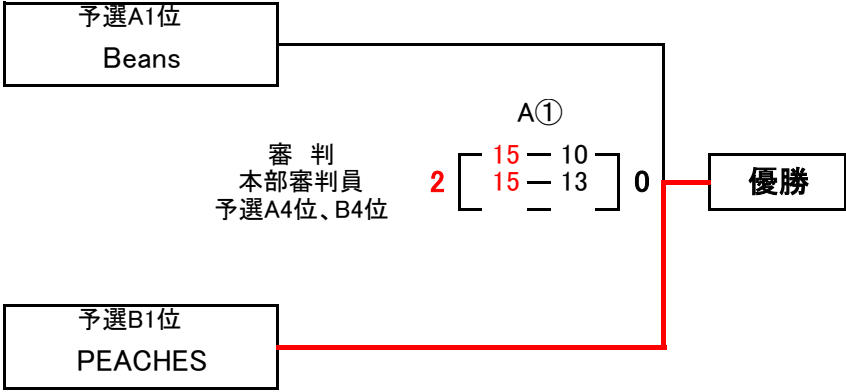 予選A1位
Beans
A①
審 判
本部審判員
予選A4位、B4位
2 15 ― 10 0
15 ― 13
―
優勝
予選B1位
PEACHES